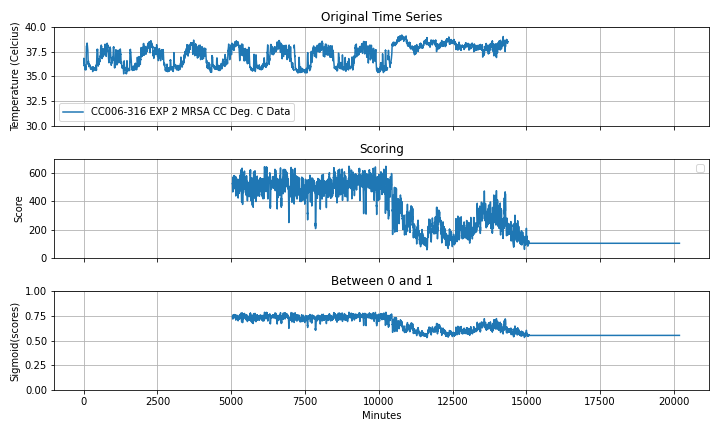 Original Time Series
Temperature (Celcius)
40.0
37.5
35.0
32.5
30.0
CC006-316 EXP 2 MRSA CC Deg. C Data
Scoring
Score
600
400
200
0
Between 0 and 1
Sigmoid(scores)
1.00
0.75
0.50
0.25
0.00
0 2500 5000 7500 10000 12500 15000 17500 20000
Minutes